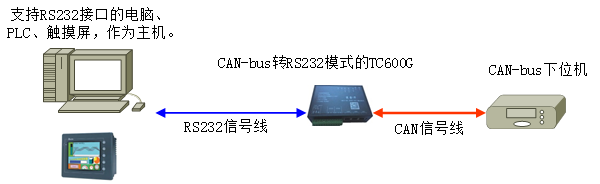 支持RS232接口的电脑、
PLC、触摸屏，作为主机。
CAN-bus转RS232模式的TC600G
CAN-bus下位机
RS232信号线
CAN信号线